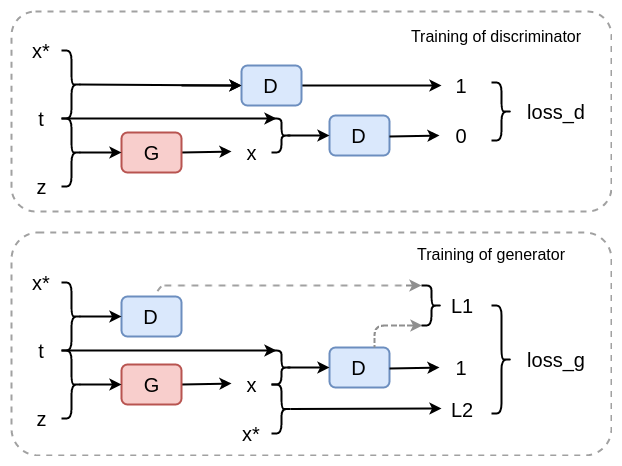 Training of discriminator
x*
D
1
t
loss_d
D
0
G
x
z
Training of generator
x*
L1
D
t
loss_g
D
1
G
x
z
L2
x*